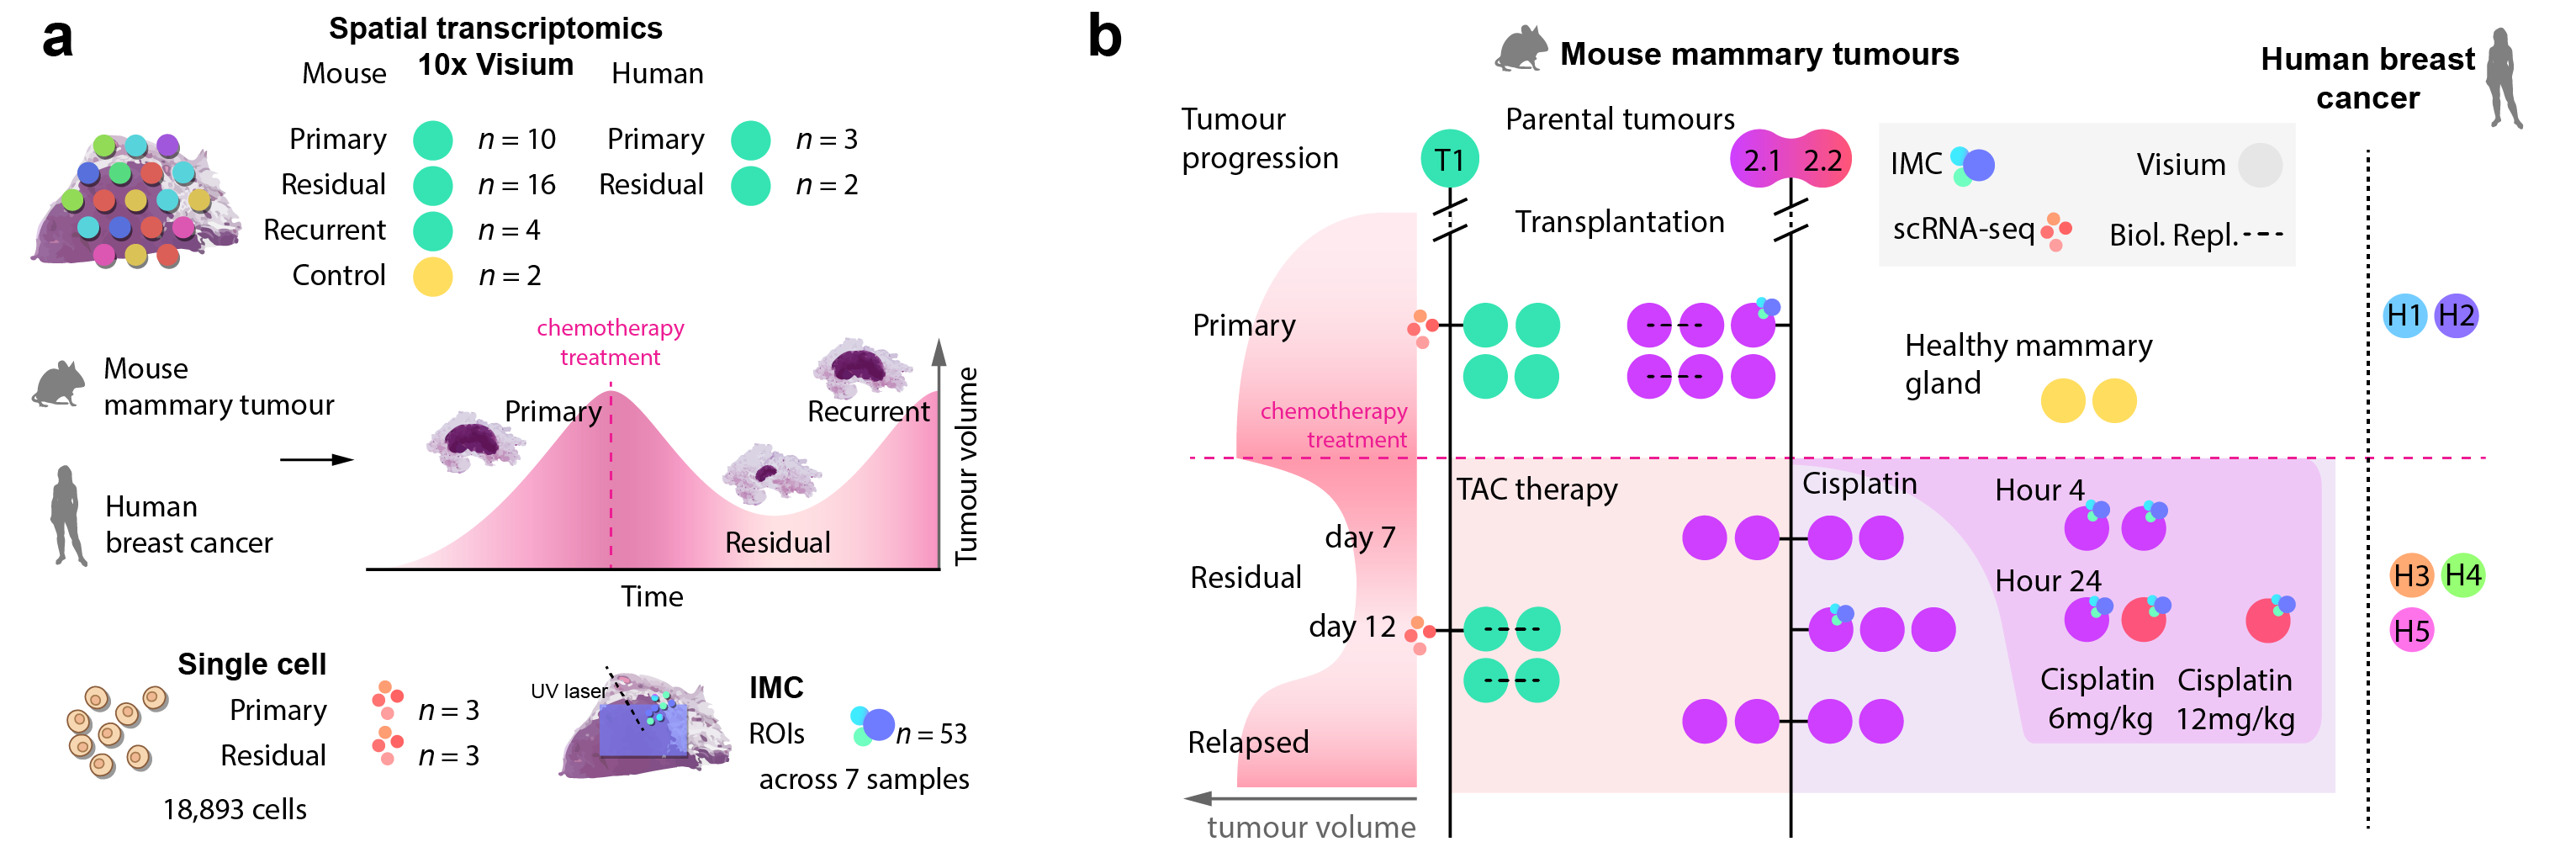 a
Spatial transcriptomics
10x Visium
Mouse
Human
Primary n = 10
Residual n = 16
Recurrent n = 4
Control n = 2
Primary n = 3
Residual n = 2
chemotherapy
treatment
Mouse
mammary tumour
Human
breast cancer
Primary
Residual
Recurrent
Tumour volume
Time
Single cell
Primary n = 3
Residual n = 3
18,893 cells
UV laser
IMC
ROIs n = 53
across 7 samples
b
Mouse mammary tumours
Human breast
cancer
Tumour
progression
T1
Parental tumours
2.1 2.2
Transplantation
IMC
Visium
scRNA-seq
Biol. Repl.
Primary
H1 H2
Healthy mammary
gland
chemotherapy
treatment
TAC therapy
Cisplatin
Hour 4
day 7
Residual
Hour 24
H3 H4
day 12
H5
Cisplatin
6mg/kg
Cisplatin
12mg/kg
Relapsed
tumour volume